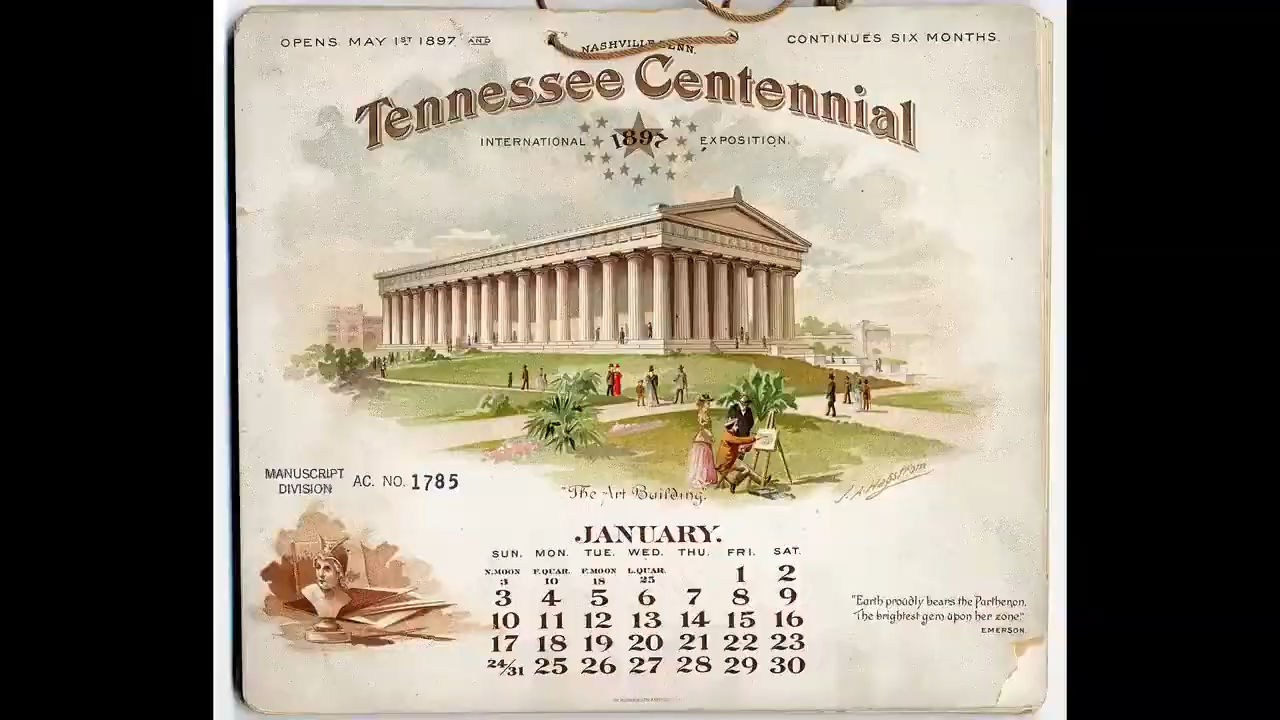 OPENS MAY 1ST 1897 AND
NASHVILLE TENN.
CONTINUES SIX MONTHS.
Tennessee Centennial
INTERNATIONAL 1897 EXPOSITION.
MANUSCRIPT DIVISION AC. NO. 1785
"The Art Building."
J.A. Hagstrom
JANUARY.
SUN. MON. TUE. WED. THU. FRI. SAT.
N.MOON F.QUAR. F.MOON L.QUAR.
3 10 18 25 1 2
3 4 5 6 7 8 9
10 11 12 13 14 15 16
17 18 19 20 21 22 23
24/31 25 26 27 28 29 30
"Earth proudly bears the Parthenon,
The brightest gem upon her zone."
EMERSON.